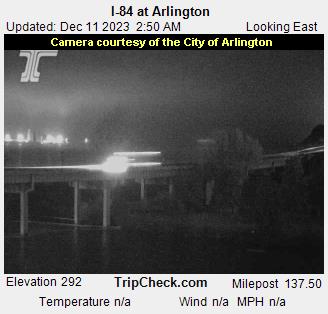 I-84 at Arlington
Updated: Dec 11 2023 2:50 AM Looking East
Camera courtesy of the City of Arlington
Elevation 292 TripCheck.com Milepost 137.50
Temperature n/a Wind n/a MPH n/a